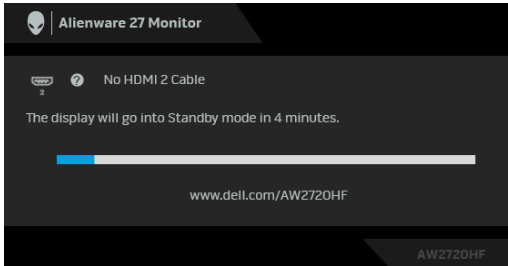 Alienware 27 Monitor
2
? No HDMI 2 Cable
The display will go into Standby mode in 4 minutes.
www.dell.com/AW2720HF
AW2720HF